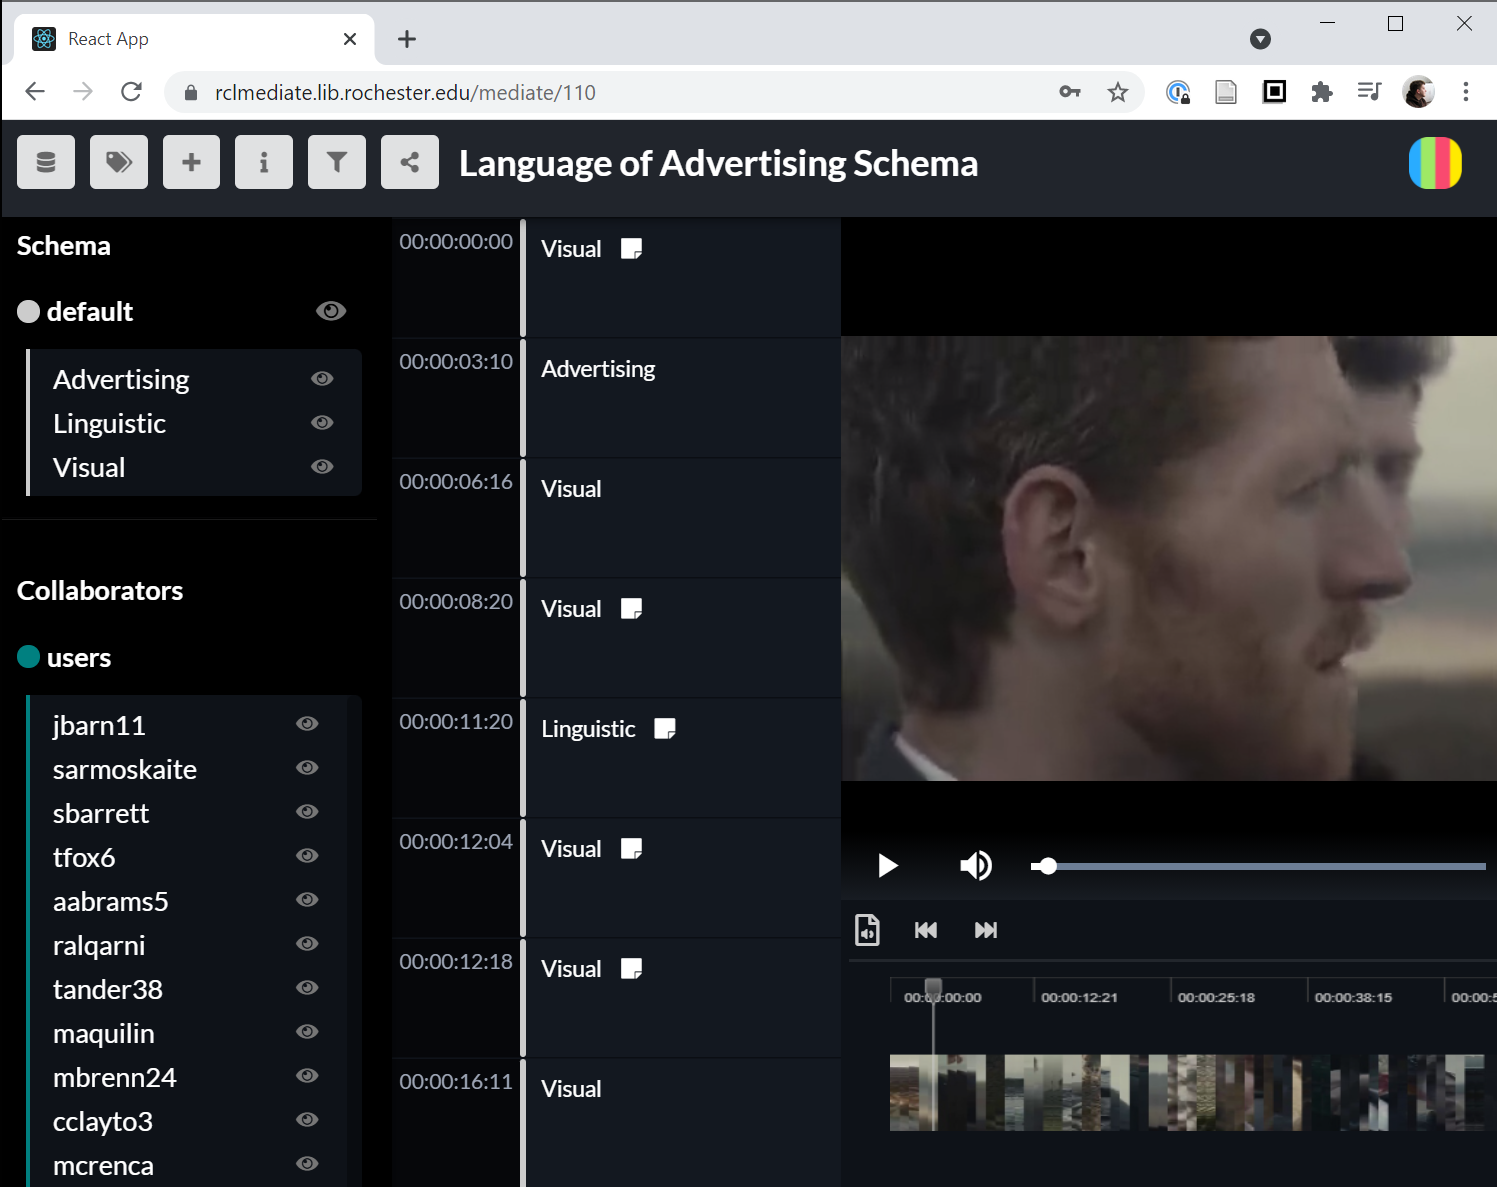 React App
rclmediate.lib.rochester.edu/mediate/110
Language of Advertising Schema
Schema
default
Advertising
Linguistic
Visual
Collaborators
users
jbarn11
sarmoskaite
sbarrett
tfox6
aabrams5
ralqarni
tander38
maquilin
mbrenn24
cclayto3
mcrenca
00:00:00:00 Visual
00:00:03:10 Advertising
00:00:06:16 Visual
00:00:08:20 Visual
00:00:11:20 Linguistic
00:00:12:04 Visual
00:00:12:18 Visual
00:00:16:11 Visual
00:00:00:00 00:00:12:21 00:00:25:18 00:00:38:15